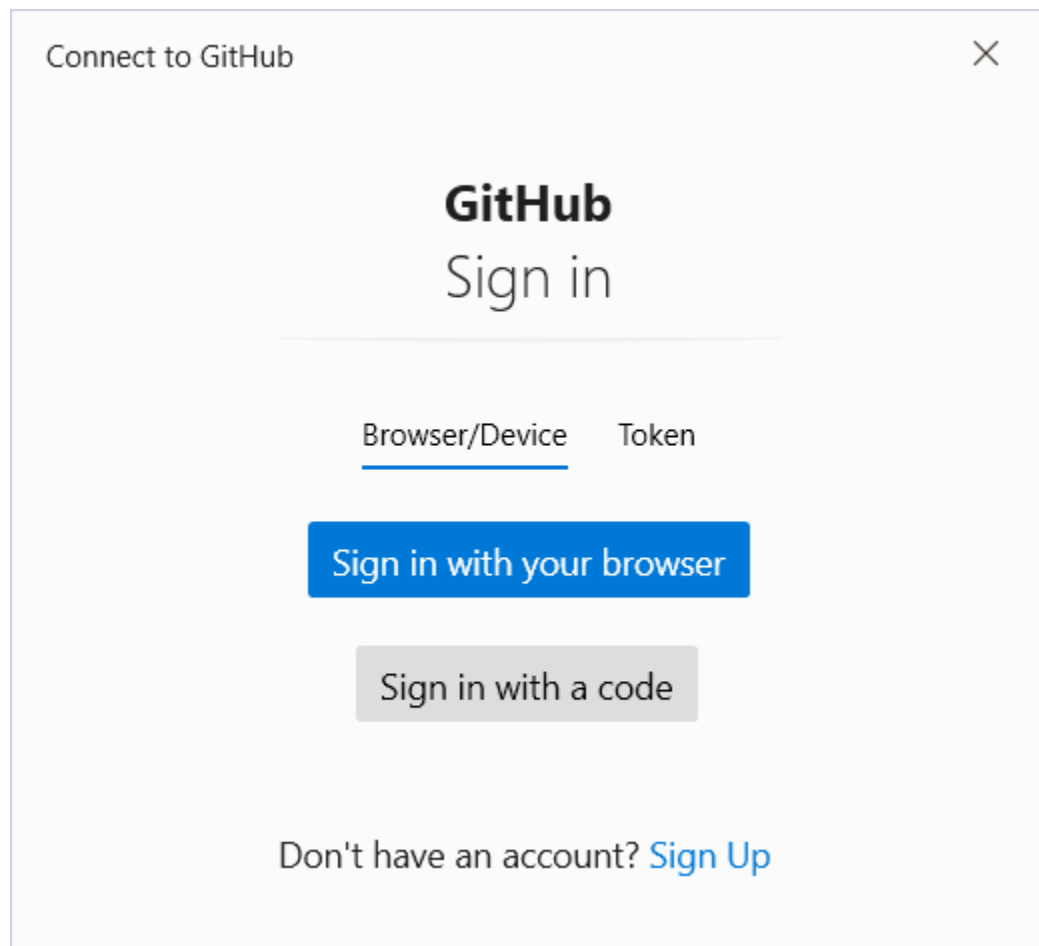 Connect to GitHub
GitHub
Sign in
Browser/Device Token
Sign in with your browser
Sign in with a code
Don't have an account? Sign Up